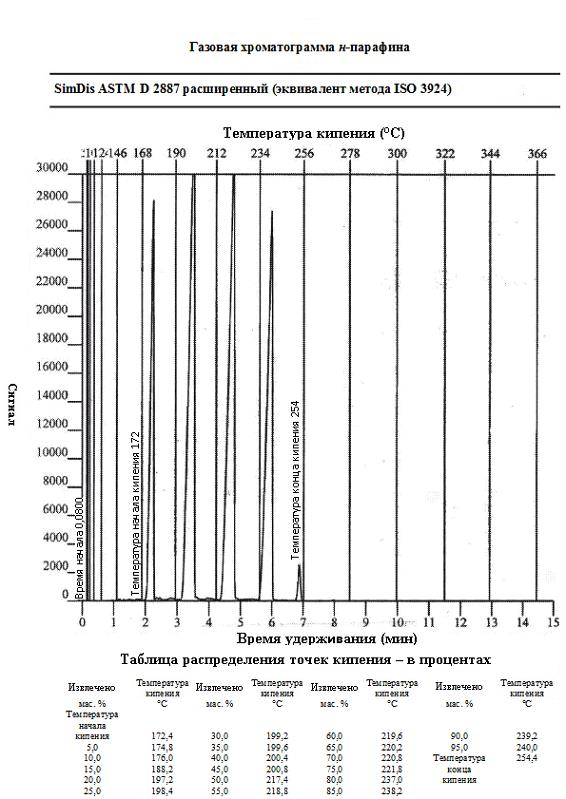 Газовая хроматограмма н-парафина
SimDis ASTM D 2887 расширенный (эквивалент метода ISO 3924)
Температура кипения (°С)
146 168 190 212 234 256 278 300 322 344 366
30000
28000
26000
24000
22000
20000
18000
16000
14000
12000
10000
8000
6000
4000
2000
0
Сигнал
Время начала 0,0800
Температура начала кипения 172
Температура конца кипения 254
0 1 2 3 4 5 6 7 8 9 10 11 12 13 14 15
Время удерживания (мин)
Таблица распределения точек кипения – в процентах
Извлечено Температура кипения Извлечено Температура кипения Извлечено Температура кипения Извлечено Температура кипения
мас. % °С мас. % °С мас. % °С мас. % °С
Температура
начала
кипения 172,4 30,0 199,2 60,0 219,6 90,0 239,2
5,0 174,8 35,0 199,6 65,0 220,2 95,0 240,0
10,0 176,0 40,0 200,4 70,0 220,8 Температура 254,4
15,0 188,2 45,0 200,8 75,0 221,8 конца
20,0 197,2 50,0 217,4 80,0 237,0 кипения
25,0 198,4 55,0 218,8 85,0 238,2